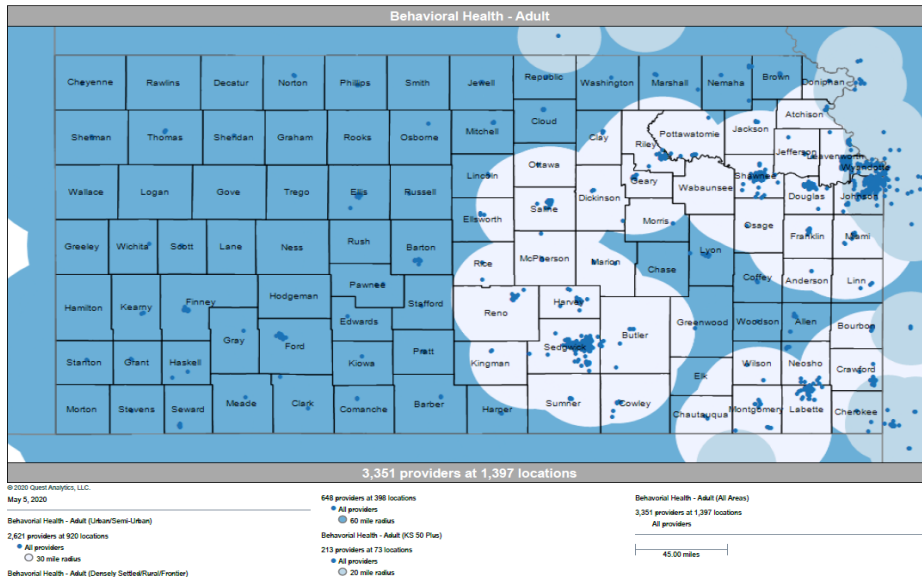 Behavioral Health - Adult
Cheyenne Rawlins Decatur Norton Phillips Smith Jewell Republic Washington Marshall Nemaha Brown Doniphan
Sherman Thomas Sheridan Graham Rooks Osborne Mitchell Cloud Clay Riley Pottawatomie Jackson Atchison
Jefferson Leavenworth Wyandotte
Wallace Logan Gove Trego Ellis Russell Lincoln Ottawa Saline Dickinson Geary Wabaunsee Shawnee Douglas Johnson
Ellsworth Morris Osage Franklin Miami
Greeley Wichita Scott Lane Ness Rush Barton Rice McPherson Marion Chase Lyon Coffey Anderson Linn
Hamilton Kearny Finney Hodgeman Pawnee Stafford Reno Harvey Butler Greenwood Woodson Allen Bourbon
Gray Ford Edwards Sedgwick
Stanton Grant Haskell Kiowa Pratt Kingman Elk Wilson Neosho Crawford
Morton Stevens Seward Meade Clark Comanche Barber Harper Sumner Cowley Chautauqua Montgomery Labette Cherokee
3,351 providers at 1,397 locations
© 2020 Quest Analytics, LLC.
May 5, 2020
Behavorial Health - Adult (Urban/Semi-Urban)
2,621 providers at 920 locations
All providers
30 mile radius
Behavorial Health - Adult (Densely Settled/Rural/Frontier)
648 providers at 398 locations
All providers
60 mile radius
Behavorial Health - Adult (KS 50 Plus)
213 providers at 73 locations
All providers
20 mile radius
Behavorial Health - Adult (All Areas)
3,351 providers at 1,397 locations
All providers
45.00 miles